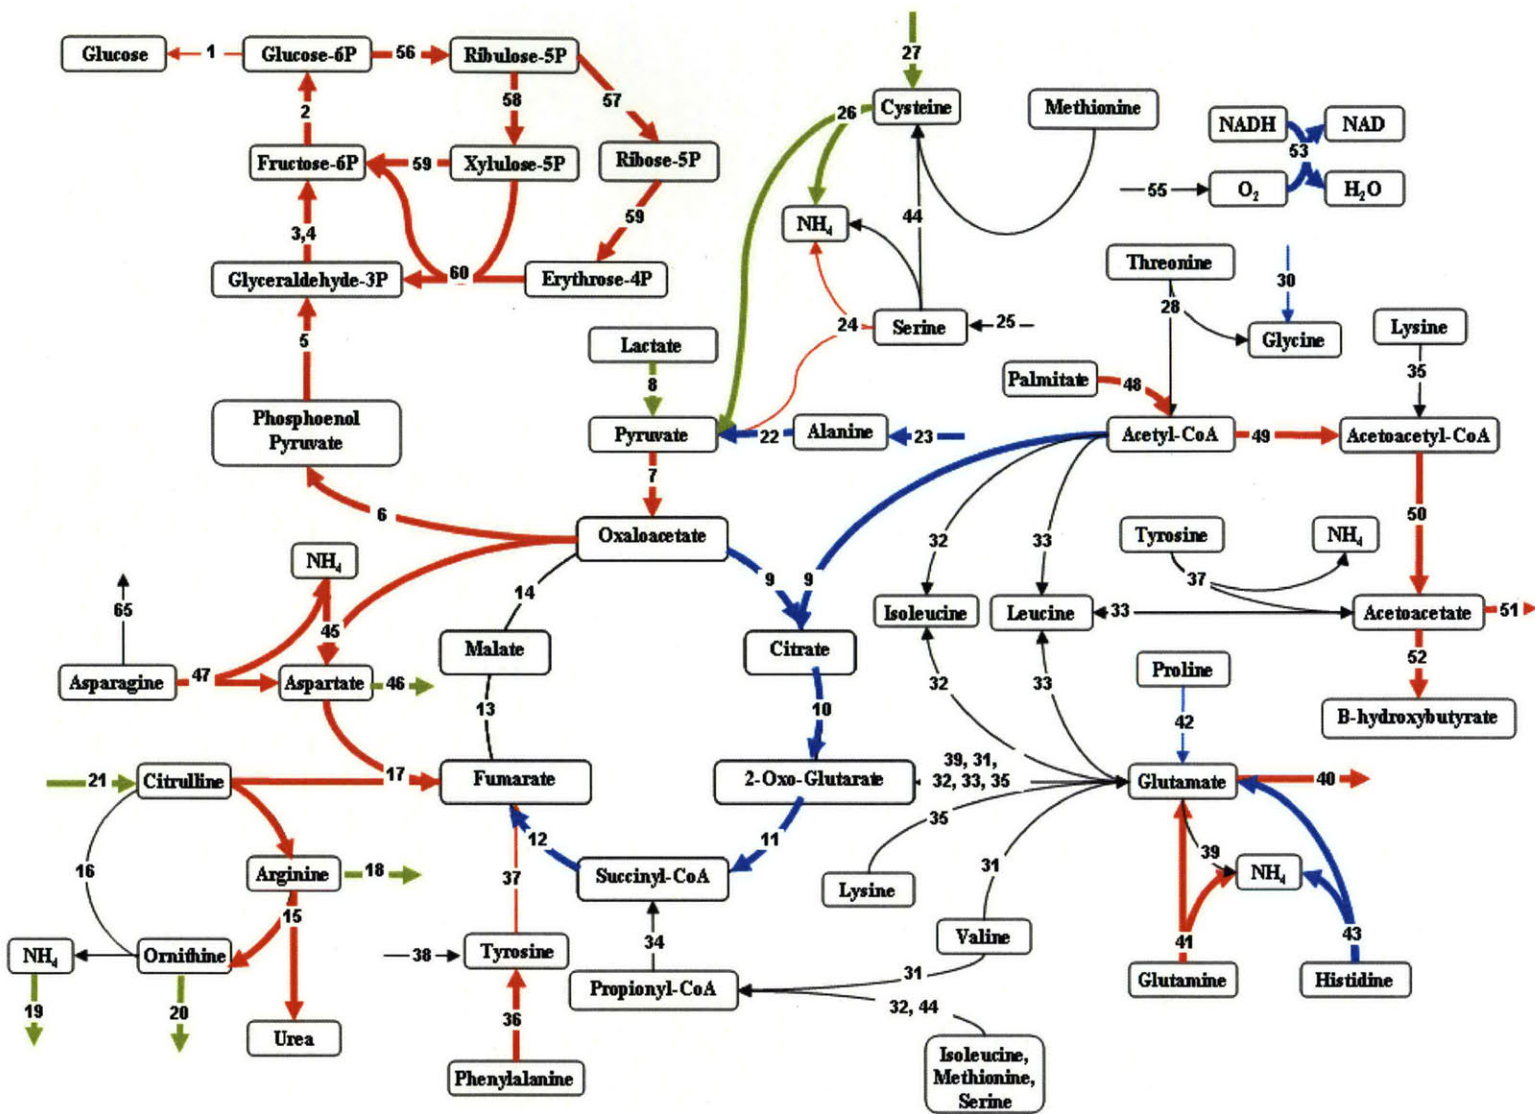 Glucose
1
Glucose-6P
56
Ribulose-5P
2
58
57
Fructose-6P
59
Xylulose-5P
Ribose-5P
3,4
59
Glyceraldehyde-3P
60
Erythrose-4P
5
27
26
Cysteine
Methionine
NADH
NAD
53
55
O2
H2O
NH4
44
Threonine
30
24
Serine
25
28
Glycine
Lysine
Lactate
8
Palmitate
48
35
Phosphoenol
Pyruvate
Pyruvate
22
Alanine
23
Acetyl-CoA
49
Acetoacetyl-CoA
7
6
Oxaloacetate
50
NH4
14
9
9
32
33
Tyrosine
NH4
37
65
45
Malate
Citrate
Isoleucine
Leucine
33
Acetoacetate
51
47
Asparagine
Aspartate
46
32
33
Proline
52
13
10
42
B-hydroxybutyrate
21
Citrulline
17
Fumarate
2-Oxo-Glutarate
39, 31,
32, 33, 35
Glutamate
40
12
11
35
16
Arginine
18
37
Succinyl-CoA
Lysine
31
39
NH4
15
34
Valine
41
43
NH4
Ornithine
38
Tyrosine
Propionyl-CoA
31
Glutamine
Histidine
19
20
Urea
36
32, 44
Phenylalanine
Isoleucine,
Methionine,
Serine